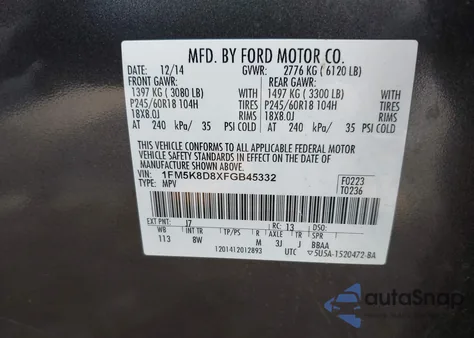 MFD. BY FORD MOTOR CO.
DATE: 12/14 GVWR: 2776 KG ( 6120 LB)
FRONT GAWR: REAR GAWR:
1397 KG ( 3080 LB) 1497 KG ( 3300 LB)
P245/60R18 104H P245/60R18 104H
18X8.0J 18X8.0J
AT 240 kPa/ 35 PSI COLD AT 240 kPa/ 35 PSI COLD
THIS VEHICLE CONFORMS TO ALL APPLICABLE FEDERAL MOTOR
VEHICLE SAFETY AND BUMPER STANDARDS IN EFFECT ON THE DATE OF
MANUFACTURE SHOWN ABOVE.
VIN: 1FM5K8D8XFGB45332 F0223
TYPE: MPV T0236
EXT PNT: J7 RC: 13 DSO:
WB INT TR TP/PS R AXLE TR SPR
113 8W M 3J J BBAA
1201412012893 UTC 5U5A-1520472-BA
autoSnap